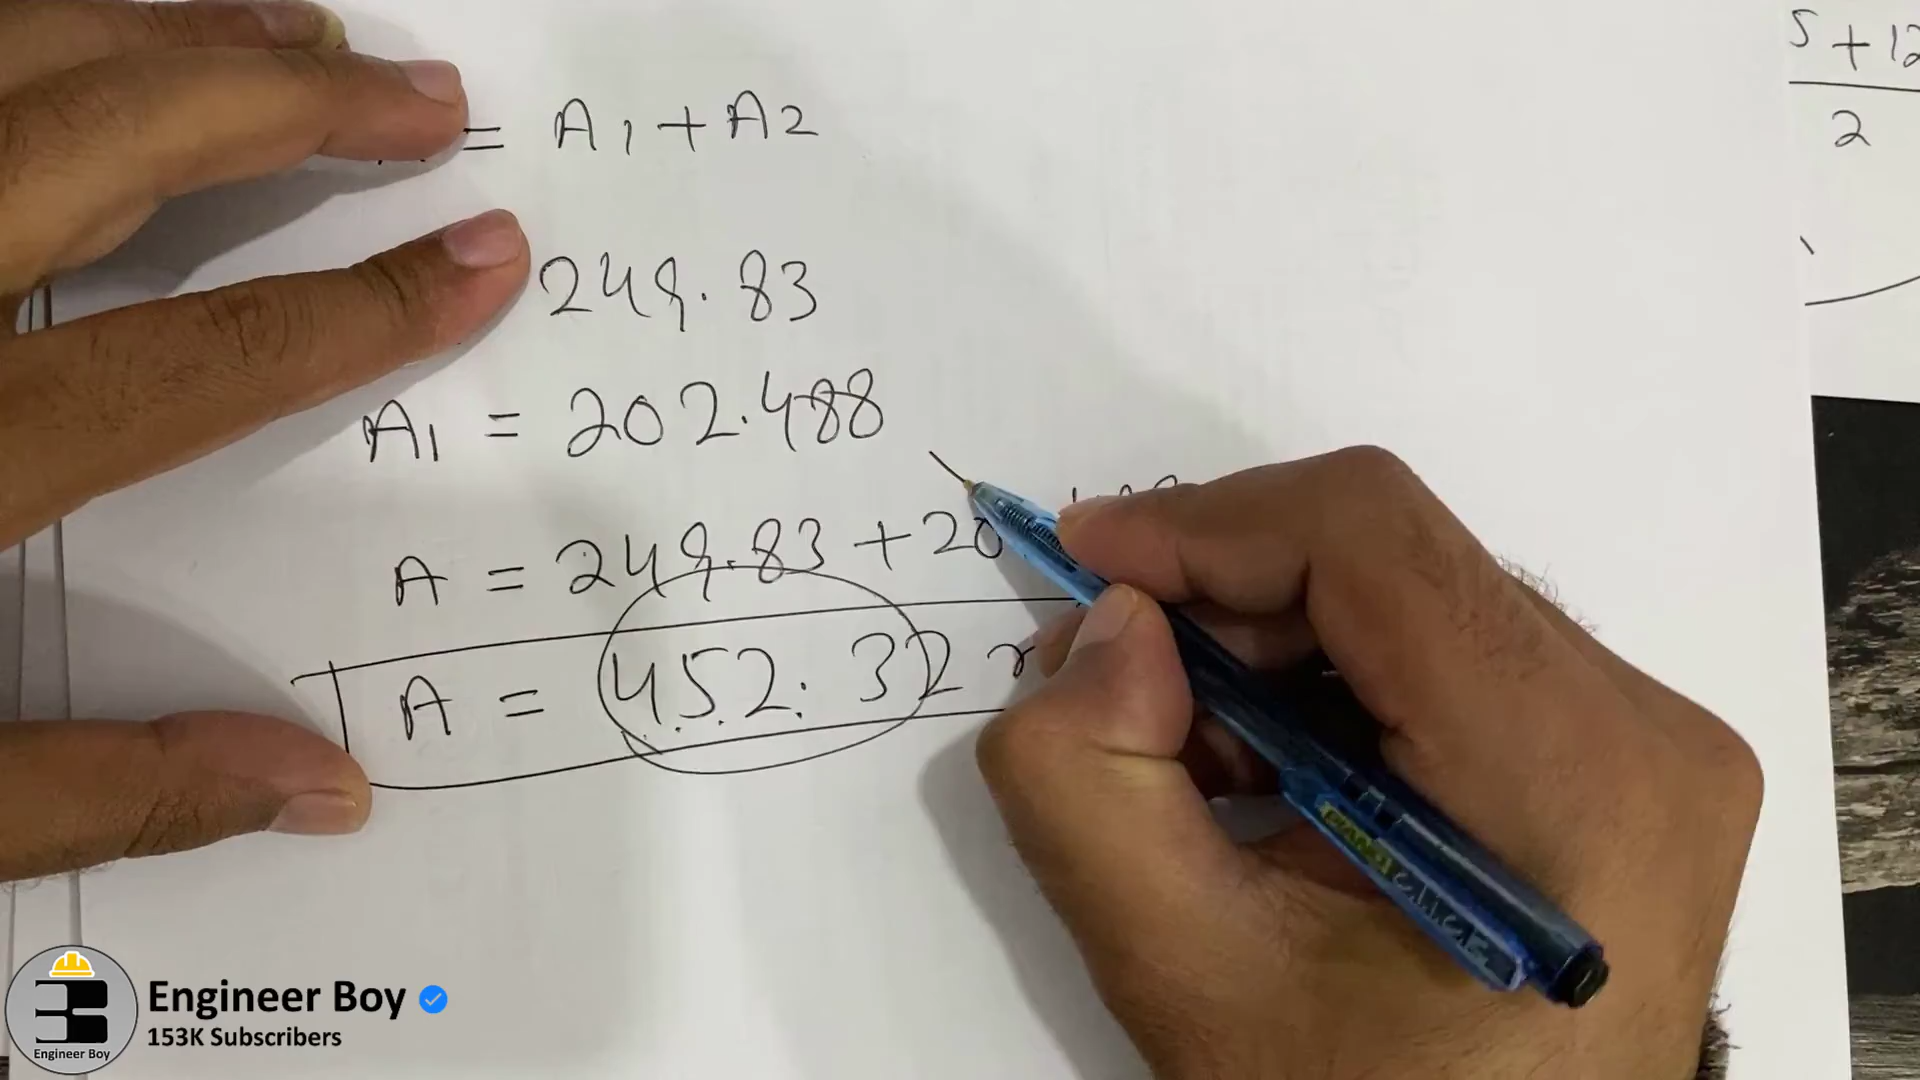 = A1 + A2
249.83
A1 = 202.488
A = 249.83 + 20
A = 452.32
5 + 12
2
Engineer Boy
153K Subscribers
Engineer Boy